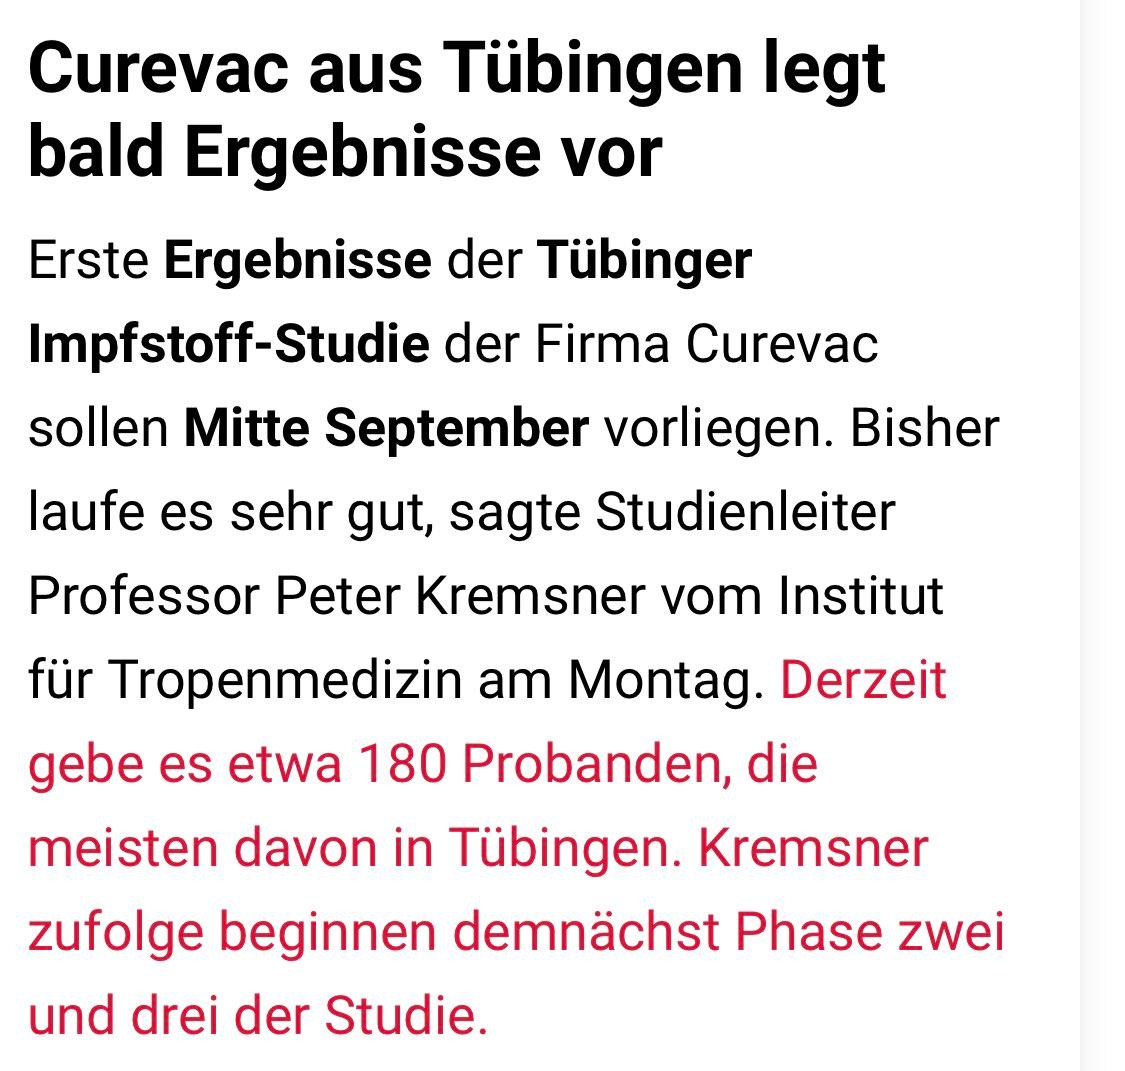 Curevac aus Tübingen legt
bald Ergebnisse vor
Erste Ergebnisse der Tübinger
Impfstoff-Studie der Firma Curevac
sollen Mitte September vorliegen. Bisher
laufe es sehr gut, sagte Studienleiter
Professor Peter Kremsner vom Institut
für Tropenmedizin am Montag. Derzeit
gebe es etwa 180 Probanden, die
meisten davon in Tübingen. Kremsner
zufolge beginnen demnächst Phase zwei
und drei der Studie.